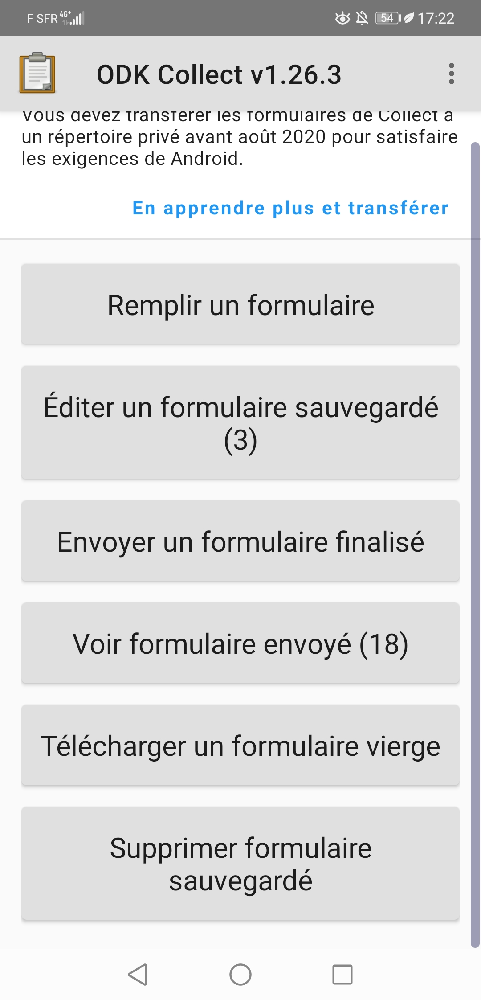 F SFR 4G+ 54 17:22
ODK Collect v1.26.3
Vous devez transférer les formulaires de Collect à
un répertoire privé avant août 2020 pour satisfaire
les exigences de Android.
En apprendre plus et transférer
Remplir un formulaire
Éditer un formulaire sauvegardé
(3)
Envoyer un formulaire finalisé
Voir formulaire envoyé (18)
Télécharger un formulaire vierge
Supprimer formulaire
sauvegardé